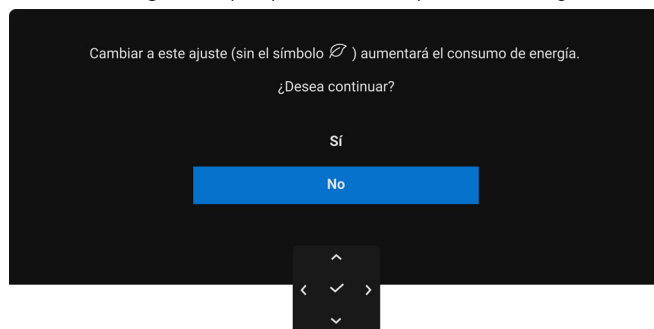 Cambiar a este ajuste (sin el símbolo ) aumentará el consumo de energía.
¿Desea continuar?
Sí
No